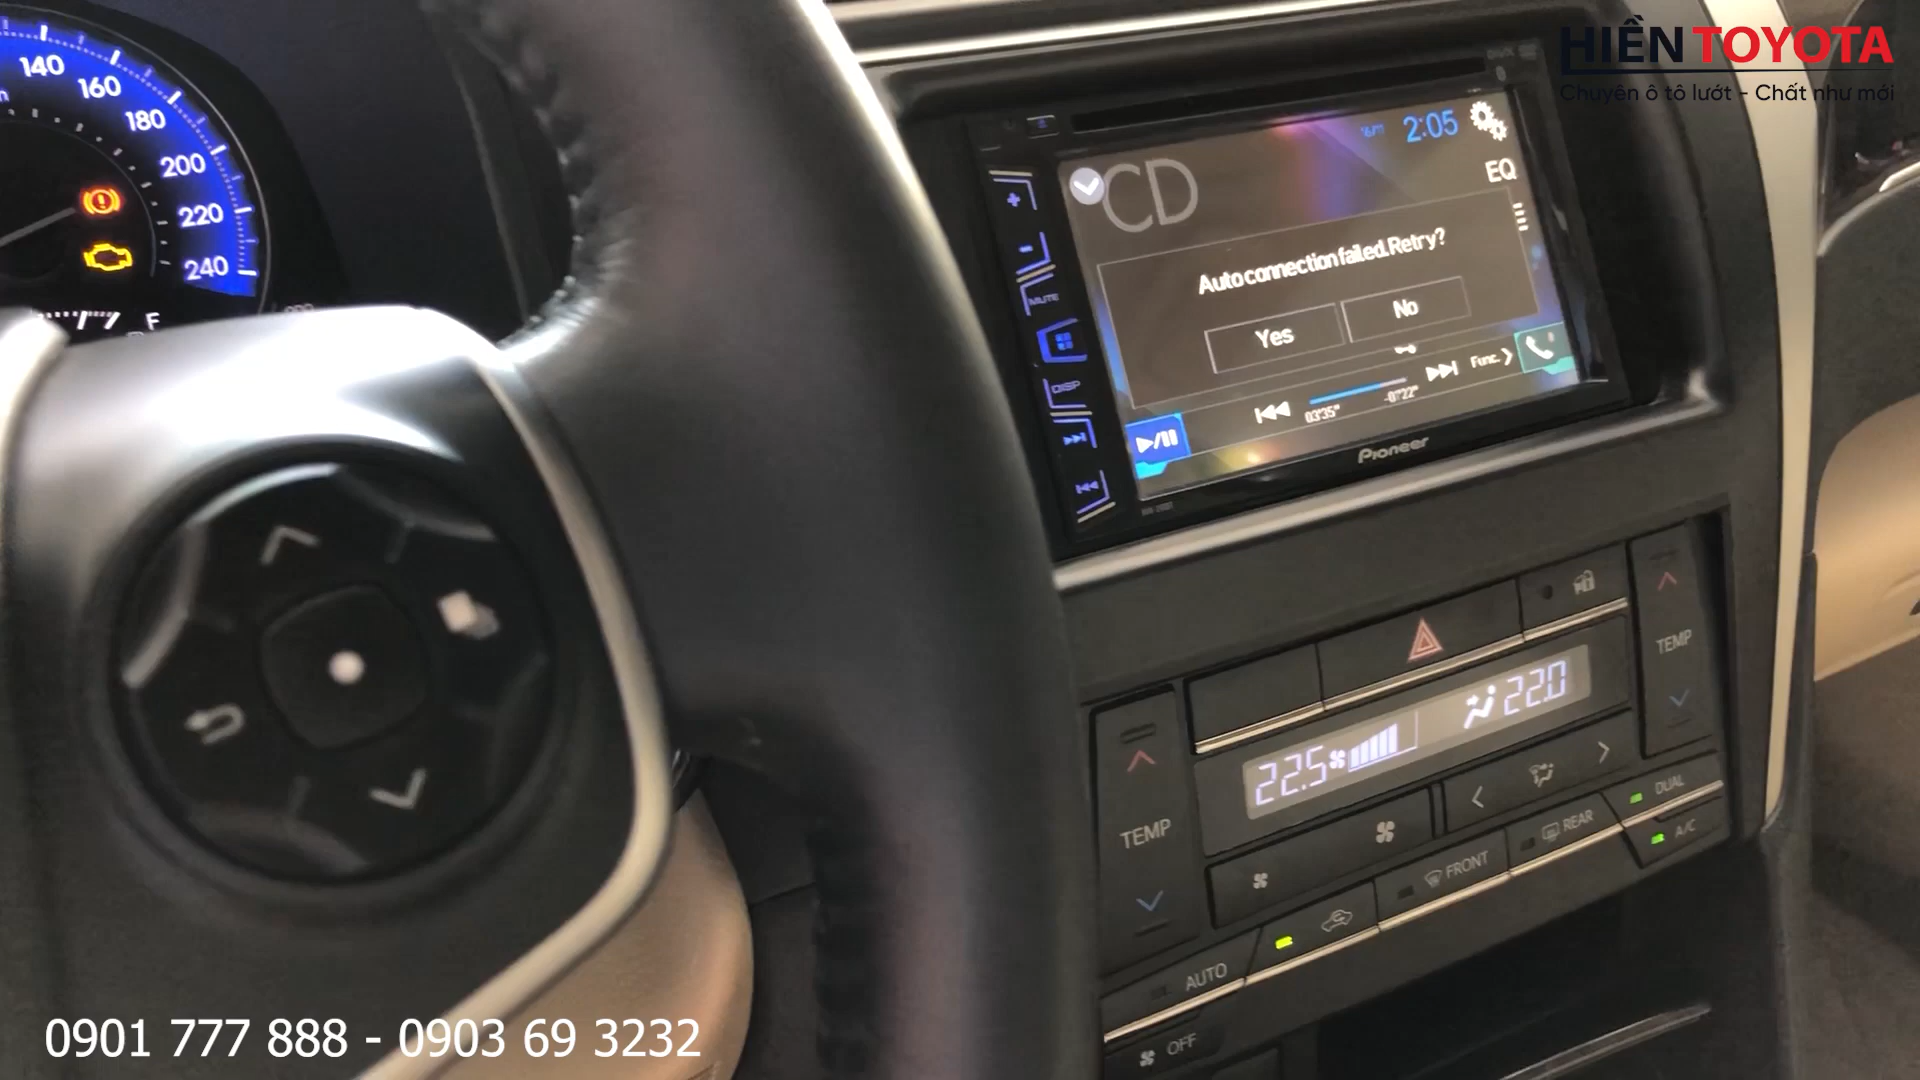 HIỀN TOYOTA
Chuyên ô tô lướt - Chất như mới
140
160
180
200
220
240
F
2:05
CD
EQ
Auto connection failed. Retry?
Yes
No
MUTE
DISP
Func.
03'35"
-0'22"
Pioneer
TEMP
22.5
22.0
TEMP
DUAL
A/C
REAR
FRONT
AUTO
OFF
0901 777 888 - 0903 69 3232